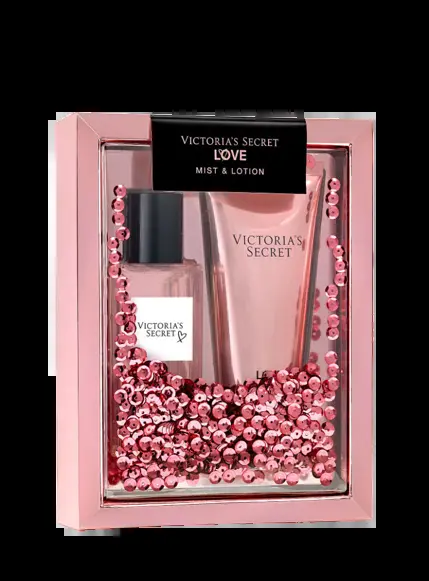 VICTORIA'S SECRET
LOVE
MIST & LOTION
VICTORIA'S
SECRET
VICTORIA'S
SECRET